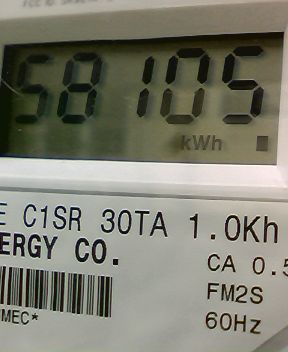 58105
kWh
E C1SR 30TA 1.0Kh
ERGY CO.
CA 0.5
FM2S
MEC*
60Hz